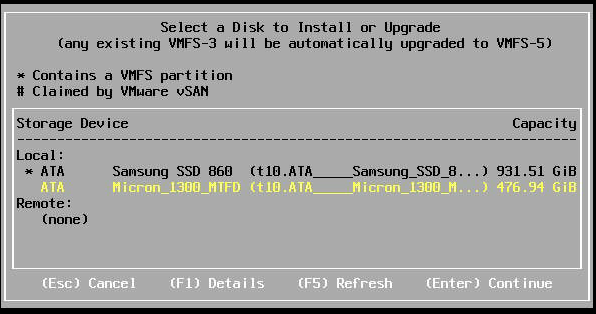 Select a Disk to Install or Upgrade
(any existing VMFS-3 will be automatically upgraded to VMFS-5)
* Contains a VMFS partition
# Claimed by VMware vSAN
Storage Device Capacity
Local:
* ATA Samsung SSD 860 (t10.ATA_____Samsung_SSD_8...) 931.51 GiB
ATA Micron_1300_MTFD (t10.ATA_____Micron_1300_M...) 476.94 GiB
Remote:
(none)
(Esc) Cancel (F1) Details (F5) Refresh (Enter) Continue